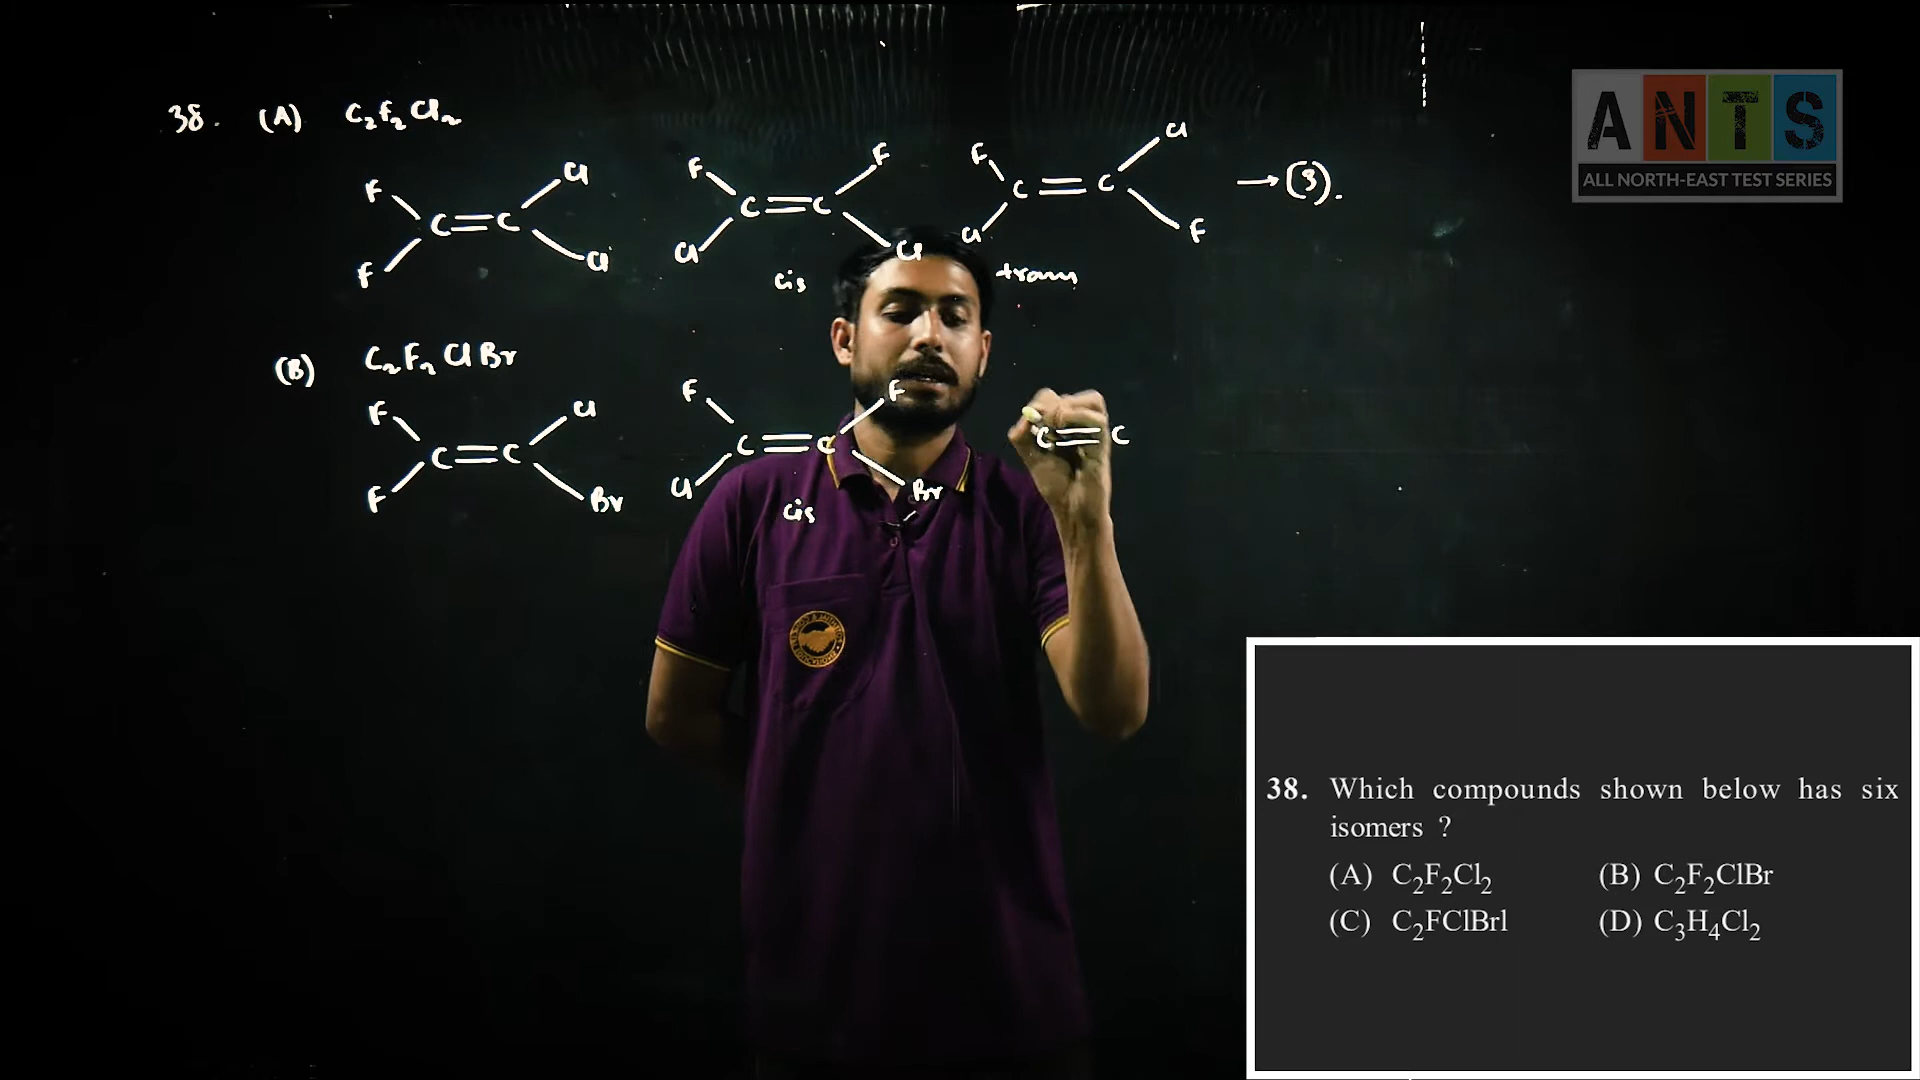 38. (A) C₂F₂Cl₂
F Cl F F F Cl
C=C C=C C=C → (3).
F Cl Cl Cl Cl F
cis trans
(B) C₂F₂ClBr
F Cl F F
C=C C=C C=C
F Br Cl Br
cis
ANTS
ALL NORTH-EAST TEST SERIES
38. Which compounds shown below has six
isomers ?
(A) C₂F₂Cl₂ (B) C₂F₂ClBr
(C) C₂FClBrl (D) C₃H₄Cl₂